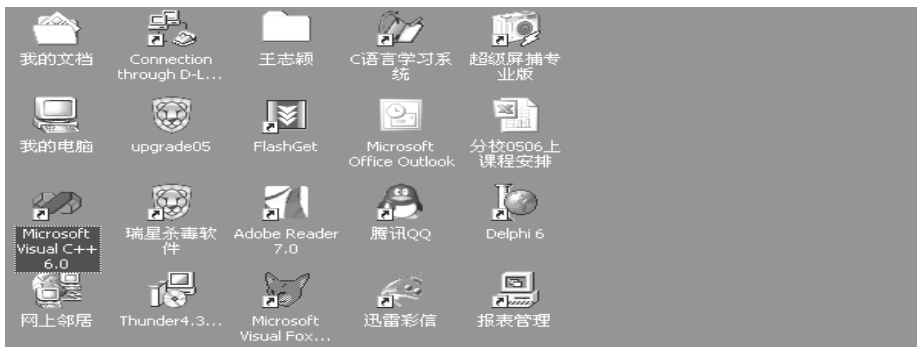 我的文档
Connection
through D-L...
王志颖
C语言学习系
统
超级屏捕专
业版
我的电脑
upgrade05
FlashGet
Microsoft
Office Outlook
分校0506上
课程安排
Microsoft
Visual C++
6.0
瑞星杀毒软
件
Adobe Reader
7.0
腾讯QQ
Delphi 6
网上邻居
Thunder4.3...
Microsoft
Visual Fox...
迅雷彩信
报表管理